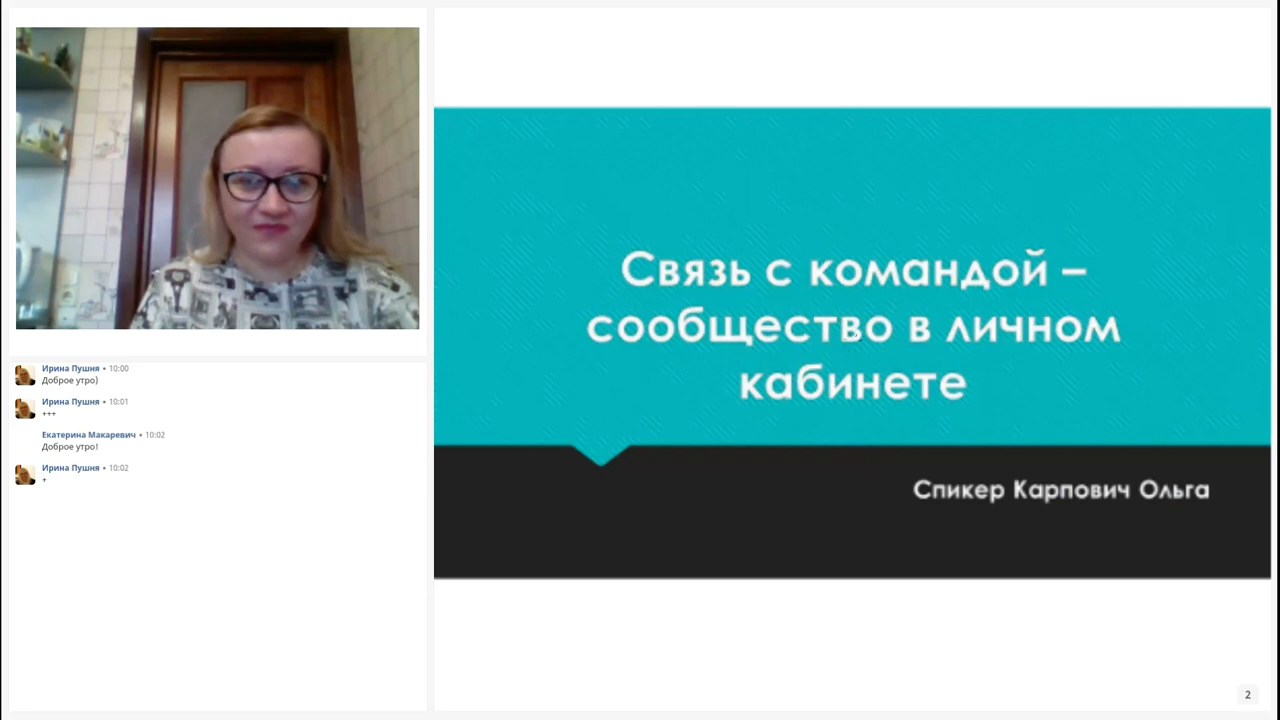 Ирина Пушня • 10:00
Доброе утро)
Ирина Пушня • 10:01
+++
Екатерина Макаревич • 10:02
Доброе утро!
Ирина Пушня • 10:02
+
Связь с командой –
сообщество в личном
кабинете
Спикер Карпович Ольга
2